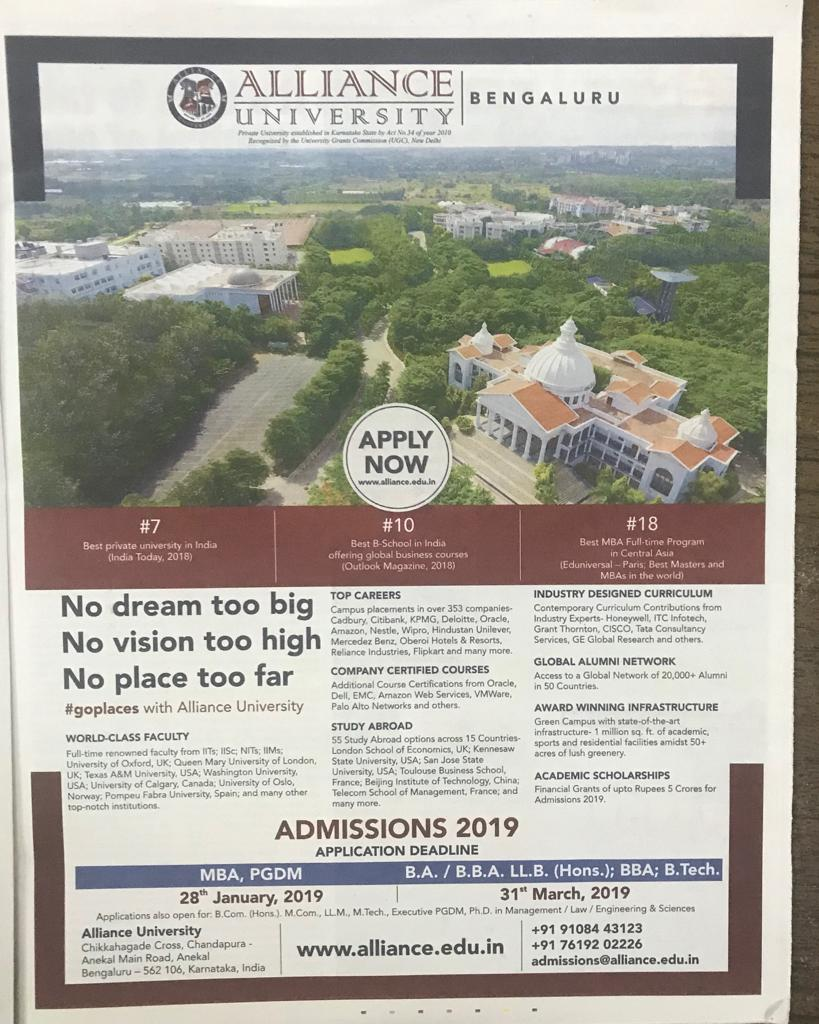 ALLIANCE
UNIVERSITY
BENGALURU
Private University established in Karnataka State by Act No.34 of year 2010
Recognized by the University Grants Commission (UGC), New Delhi
APPLY
NOW
www.alliance.edu.in
#7
Best private university in India
(India Today, 2018)
#10
Best B-School in India
offering global business courses
(Outlook Magazine, 2018)
#18
Best MBA Full-time Program
in Central Asia
(Eduniversal – Paris; Best Masters and
MBAs in the world)
No dream too big
No vision too high
No place too far
#goplaces with Alliance University
WORLD-CLASS FACULTY
Full-time renowned faculty from IITs; IISc; NITs; IIMs;
University of Oxford, UK; Queen Mary University of London,
UK; Texas A&M University, USA; Washington University,
USA; University of Calgary, Canada; University of Oslo,
Norway; Pompeu Fabra University, Spain; and many other
top-notch institutions.
TOP CAREERS
Campus placements in over 353 companies-
Cadbury, Citibank, KPMG, Deloitte, Oracle,
Amazon, Nestle, Wipro, Hindustan Unilever,
Mercedez Benz, Oberoi Hotels & Resorts,
Reliance Industries, Flipkart and many more.
COMPANY CERTIFIED COURSES
Additional Course Certifications from Oracle,
Dell, EMC, Amazon Web Services, VMWare,
Palo Alto Networks and others.
STUDY ABROAD
55 Study Abroad options across 15 Countries-
London School of Economics, UK; Kennesaw
State University, USA; San Jose State
University, USA; Toulouse Business School,
France; Beijing Institute of Technology, China;
Telecom School of Management, France; and
many more.
INDUSTRY DESIGNED CURRICULUM
Contemporary Curriculum Contributions from
Industry Experts- Honeywell, ITC Infotech,
Grant Thornton, CISCO, Tata Consultancy
Services, GE Global Research and others.
GLOBAL ALUMNI NETWORK
Access to a Global Network of 20,000+ Alumni
in 50 Countries.
AWARD WINNING INFRASTRUCTURE
Green Campus with state-of-the-art
infrastructure- 1 million sq. ft. of academic,
sports and residential facilities amidst 50+
acres of lush greenery.
ACADEMIC SCHOLARSHIPS
Financial Grants of upto Rupees 5 Crores for
Admissions 2019.
ADMISSIONS 2019
APPLICATION DEADLINE
MBA, PGDM
B.A. / B.B.A. LL.B. (Hons.); BBA; B.Tech.
28th January, 2019
31st March, 2019
Applications also open for: B.Com. (Hons.). M.Com., LL.M., M.Tech., Executive PGDM, Ph.D. in Management / Law / Engineering & Sciences
Alliance University
Chikkahagade Cross, Chandapura -
Anekal Main Road, Anekal
Bengaluru – 562 106, Karnataka, India
www.alliance.edu.in
+91 91084 43123
+91 76192 02226
admissions@alliance.edu.in